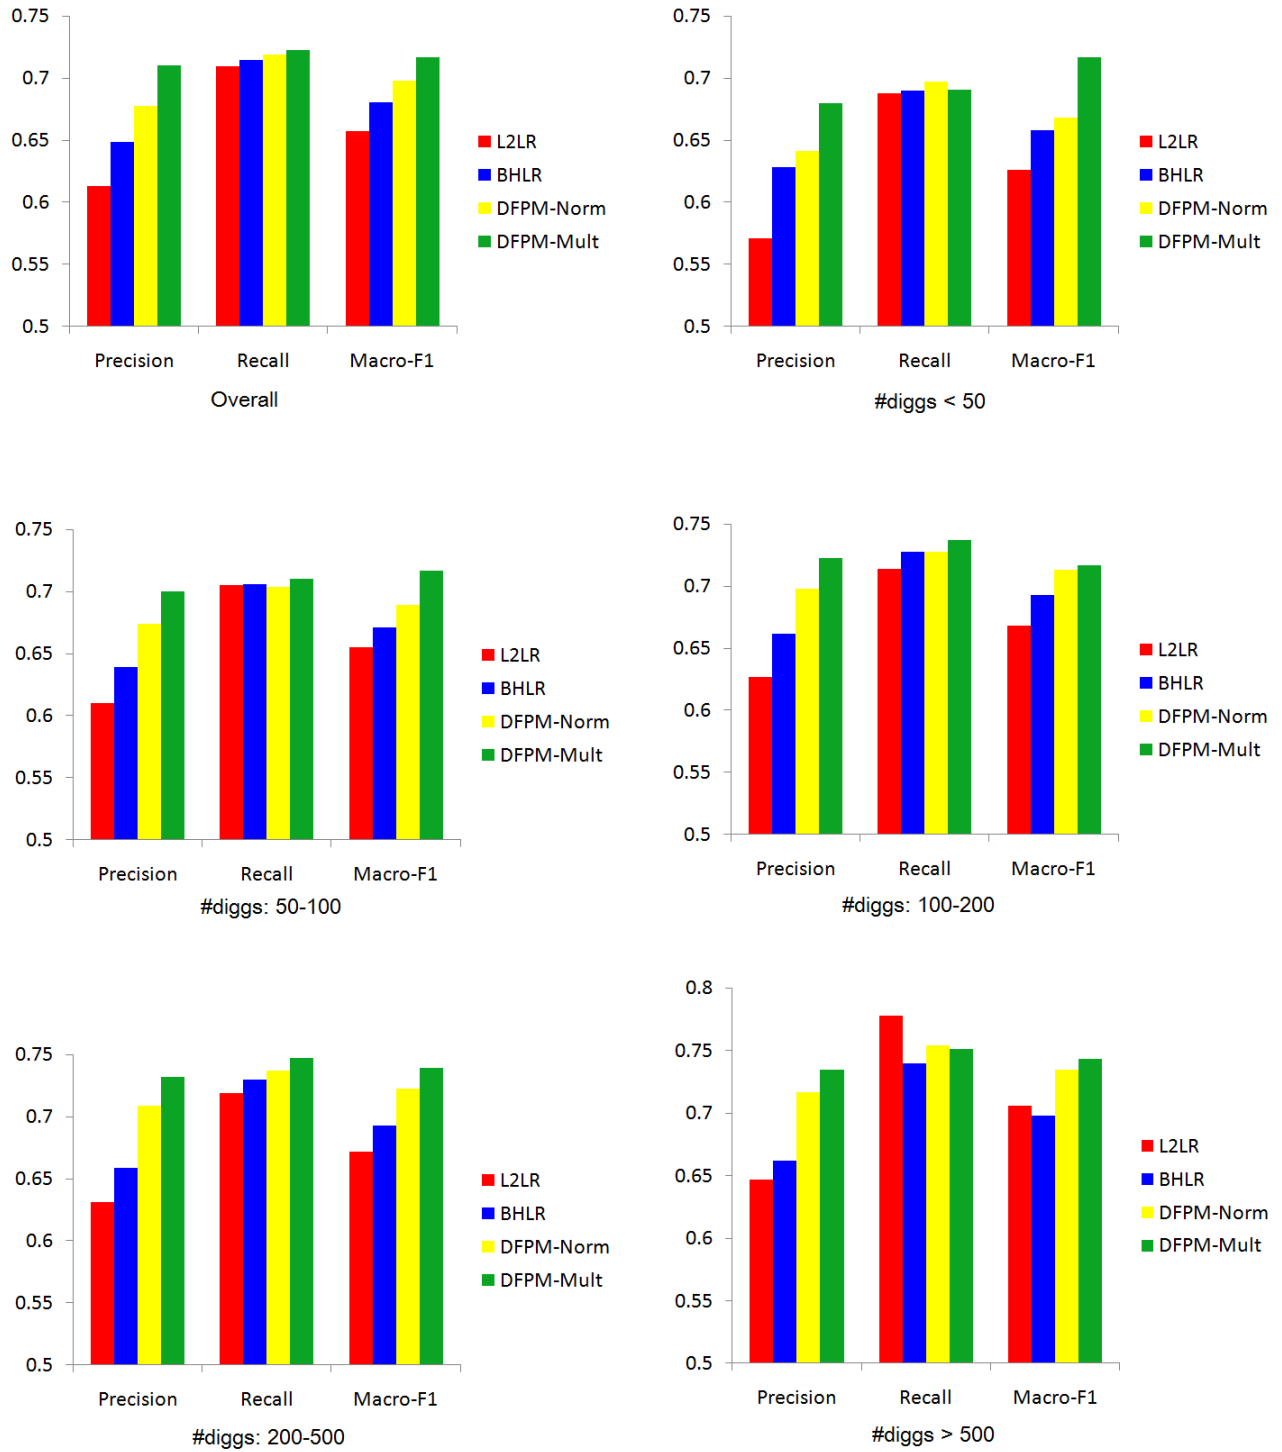 0.75
0.7
0.65
0.6
0.55
0.5
Precision Recall Macro-F1
L2LR
BHLR
DFPM-Norm
DFPM-Mult
Overall
0.75
0.7
0.65
0.6
0.55
0.5
Precision Recall Macro-F1
L2LR
BHLR
DFPM-Norm
DFPM-Mult
#diggs < 50
0.75
0.7
0.65
0.6
0.55
0.5
Precision Recall Macro-F1
L2LR
BHLR
DFPM-Norm
DFPM-Mult
#diggs: 50-100
0.75
0.7
0.65
0.6
0.55
0.5
Precision Recall Macro-F1
L2LR
BHLR
DFPM-Norm
DFPM-Mult
#diggs: 100-200
0.75
0.7
0.65
0.6
0.55
0.5
Precision Recall Macro-F1
L2LR
BHLR
DFPM-Norm
DFPM-Mult
#diggs: 200-500
0.8
0.75
0.7
0.65
0.6
0.55
0.5
Precision Recall Macro-F1
L2LR
BHLR
DFPM-Norm
DFPM-Mult
#diggs > 500